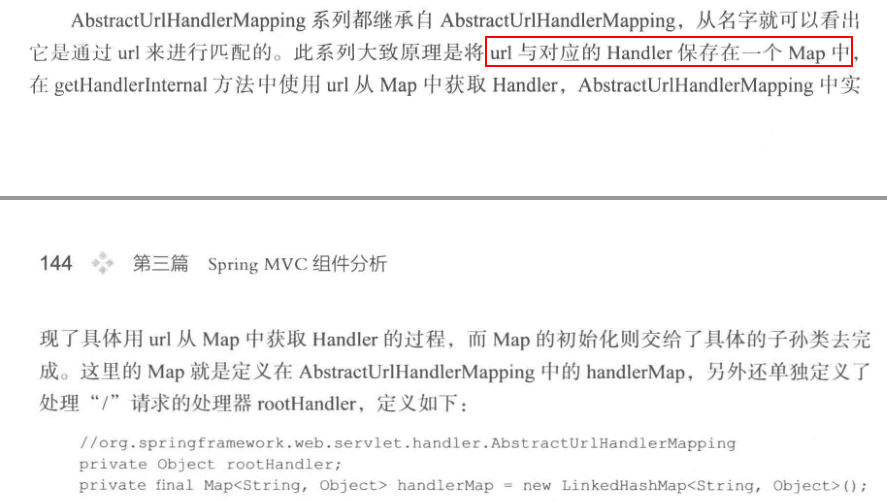 AbstractUrlHandlerMapping 系列都继承自 AbstractUrlHandlerMapping，从名字就可以看出
它是通过 url 来进行匹配的。此系列大致原理是将 url 与对应的 Handler 保存在一个 Map 中，
在 getHandlerInternal 方法中使用 url 从 Map 中获取 Handler，AbstractUrlHandlerMapping 中实
144 第三篇 Spring MVC 组件分析
现了具体用 url 从 Map 中获取 Handler 的过程，而 Map 的初始化则交给了具体的子孙类去完
成。这里的 Map 就是定义在 AbstractUrlHandlerMapping 中的 handlerMap，另外还单独定义了
处理“/”请求的处理器 rootHandler，定义如下：
//org.springframework.web.servlet.handler.AbstractUrlHandlerMapping
private Object rootHandler;
private final Map<String, Object> handlerMap = new LinkedHashMap<String, Object>();